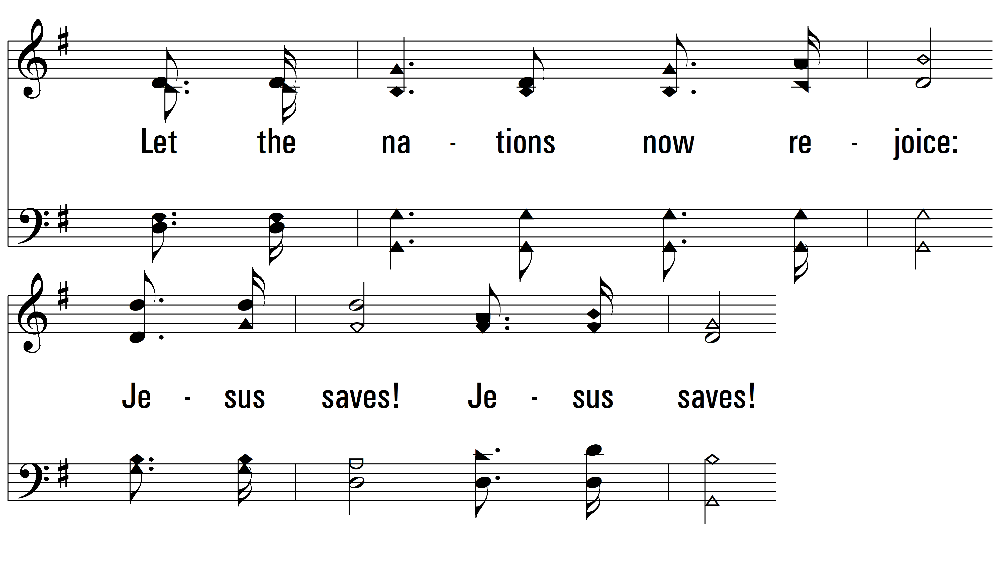 Let the na - tions now re - joice:
Je - sus saves! Je - sus saves!